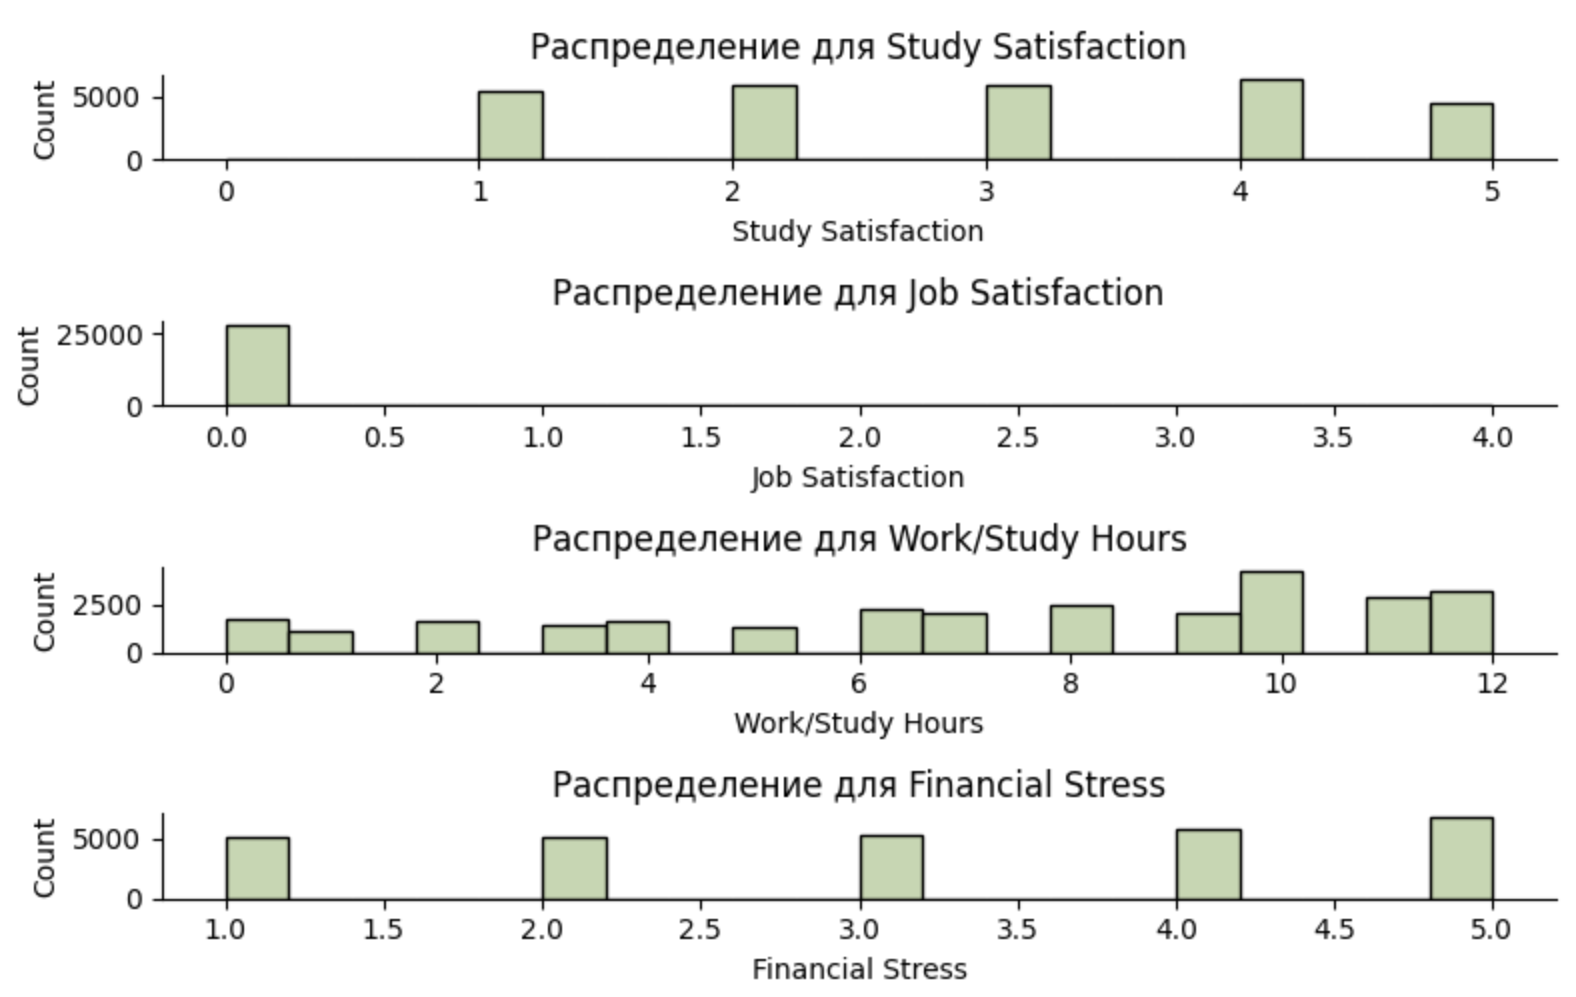 Распределение для Study Satisfaction
Count
5000
0
0 1 2 3 4 5
Study Satisfaction
Распределение для Job Satisfaction
Count
25000
0
0.0 0.5 1.0 1.5 2.0 2.5 3.0 3.5 4.0
Job Satisfaction
Распределение для Work/Study Hours
Count
2500
0
0 2 4 6 8 10 12
Work/Study Hours
Распределение для Financial Stress
Count
5000
0
1.0 1.5 2.0 2.5 3.0 3.5 4.0 4.5 5.0
Financial Stress